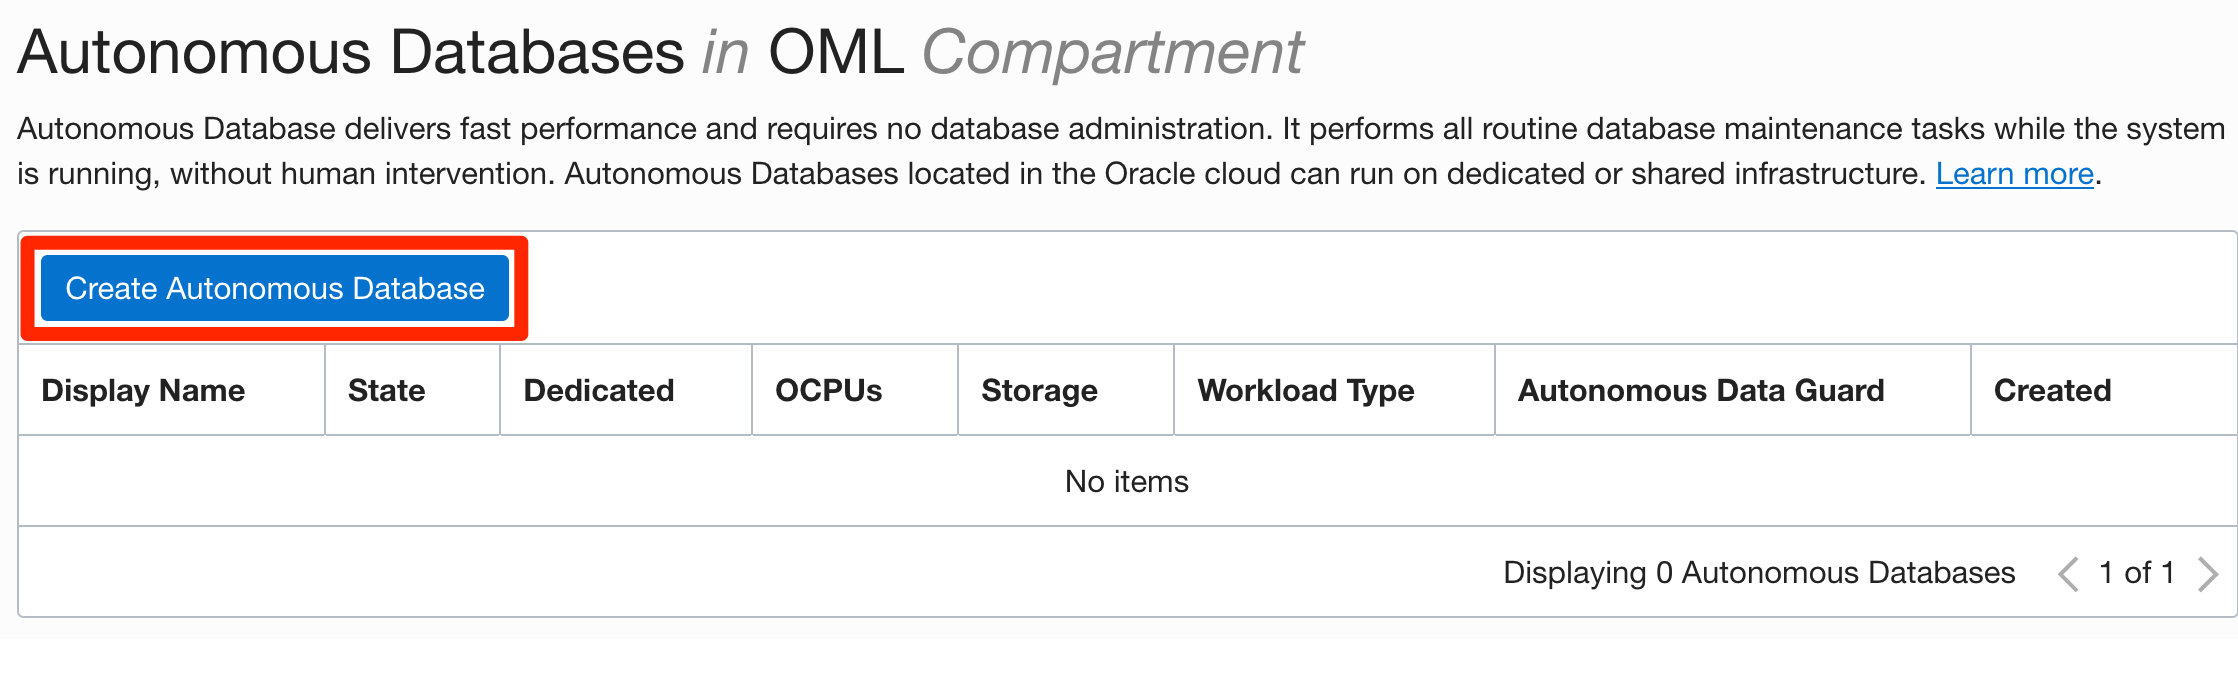 Autonomous Databases in OML Compartment
Autonomous Database delivers fast performance and requires no database administration. It performs all routine database maintenance tasks while the system
is running, without human intervention. Autonomous Databases located in the Oracle cloud can run on dedicated or shared infrastructure. Learn more.
Create Autonomous Database
Display Name State Dedicated OCPUs Storage Workload Type Autonomous Data Guard Created
No items
Displaying 0 Autonomous Databases 1 of 1